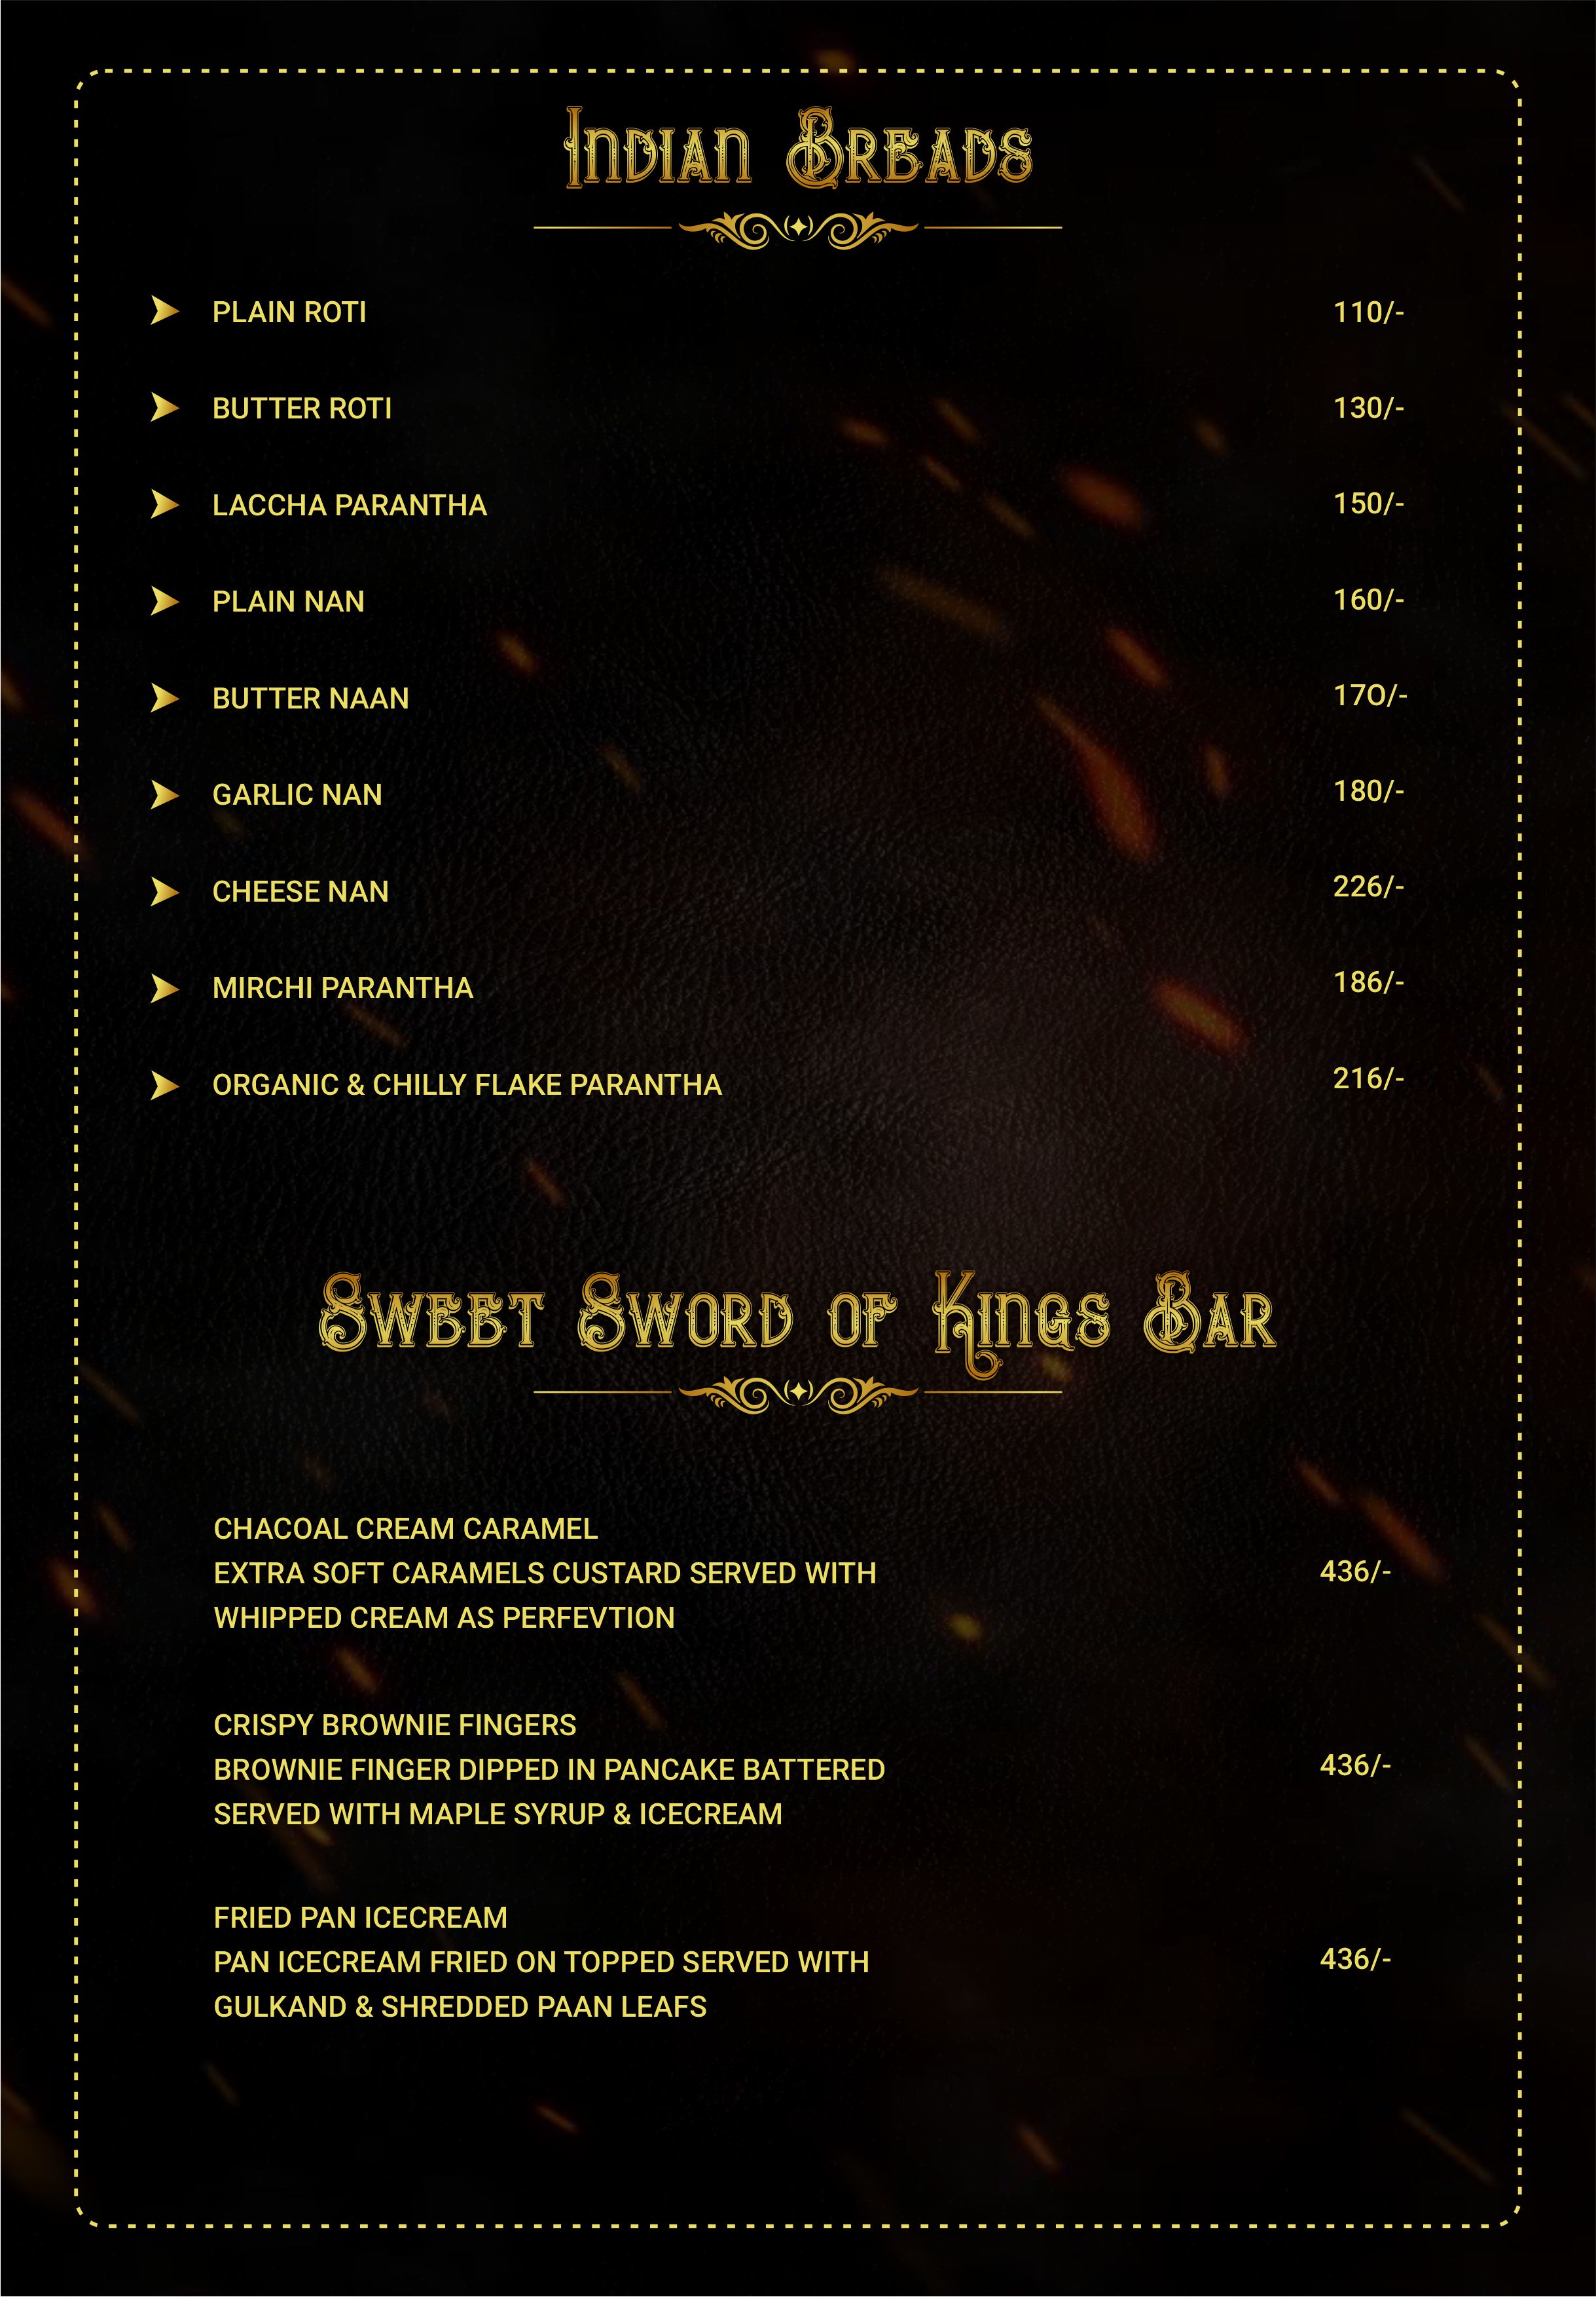 Indian Breads
PLAIN ROTI 110/-
BUTTER ROTI 130/-
LACCHA PARANTHA 150/-
PLAIN NAN 160/-
BUTTER NAAN 17O/-
GARLIC NAN 180/-
CHEESE NAN 226/-
MIRCHI PARANTHA 186/-
ORGANIC & CHILLY FLAKE PARANTHA 216/-
Sweet Sword of Kings Bar
CHACOAL CREAM CARAMEL
EXTRA SOFT CARAMELS CUSTARD SERVED WITH 436/-
WHIPPED CREAM AS PERFEVTION
CRISPY BROWNIE FINGERS
BROWNIE FINGER DIPPED IN PANCAKE BATTERED 436/-
SERVED WITH MAPLE SYRUP & ICECREAM
FRIED PAN ICECREAM
PAN ICECREAM FRIED ON TOPPED SERVED WITH 436/-
GULKAND & SHREDDED PAAN LEAFS